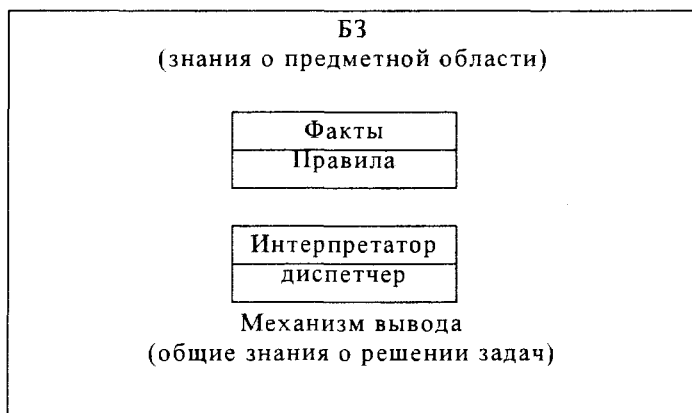 БЗ
(знания о предметной области)
Факты
Правила
Интерпретатор
диспетчер
Механизм вывода
(общие знания о решении задач)